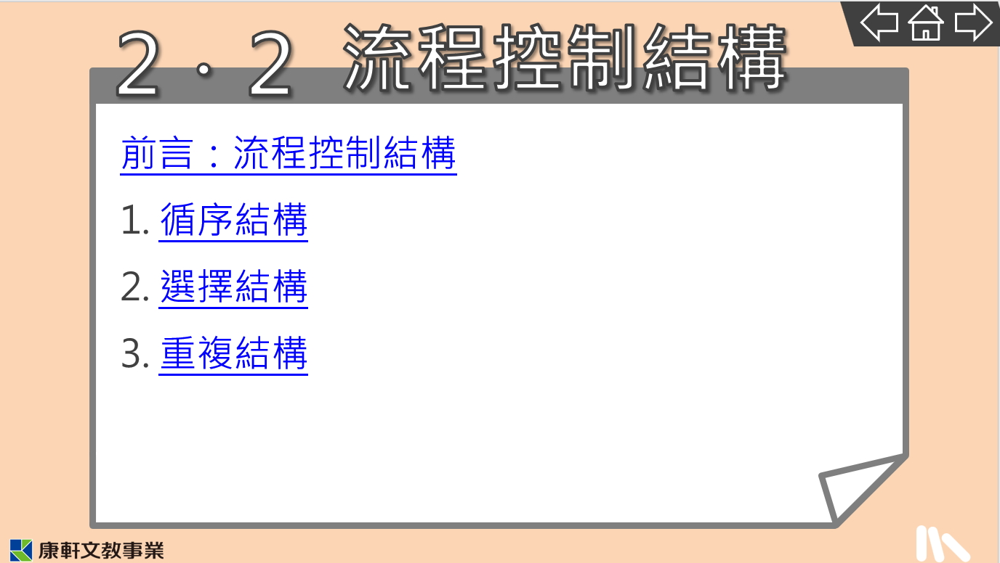 2・2 流程控制結構
前言：流程控制結構
1. 循序結構
2. 選擇結構
3. 重複結構
康軒文教事業